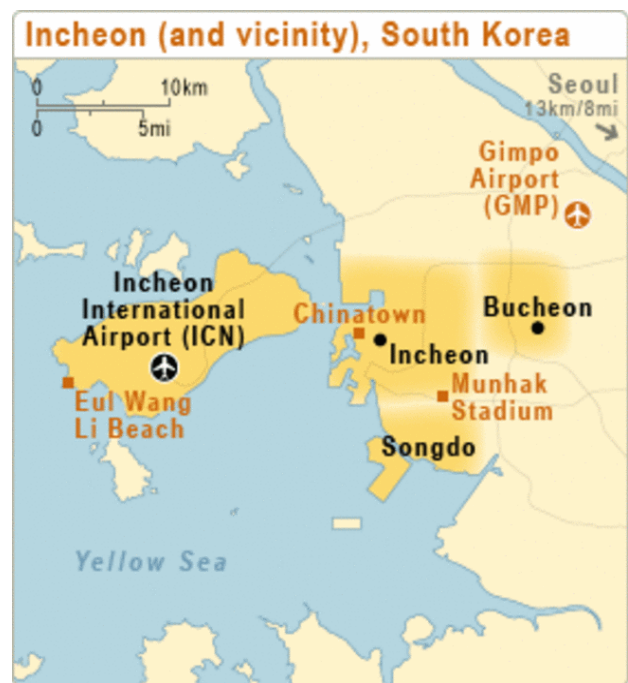 Incheon (and vicinity), South Korea
0 10km
0 5mi
Seoul
13km/8mi
Gimpo
Airport
(GMP)
Incheon
International
Airport (ICN)
Chinatown
Bucheon
Incheon
Eul Wang
Li Beach
Munhak
Stadium
Songdo
Yellow Sea